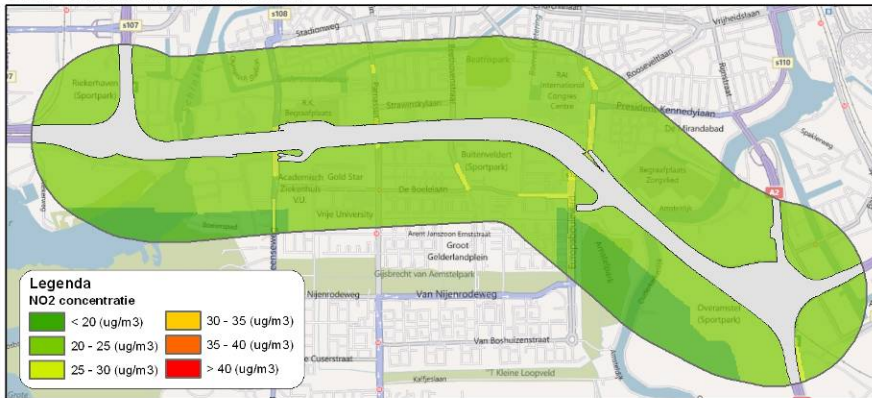 s107
s108
Stadionweg
Vrijheidslaan
Rooseveltlaan
Rijnstraat
s110
Beatrixpark
Riekerhaven
(Sportpark)
RAI
International
Congres
Centre
R.K.
Begraafplaats
Strawinskylaan
President Kennedylaan
De Mirandabad
Spaklerweg
Buitenveldert
(Sportpark)
Begraafplaats
Zorgvlied
A2
Academisch
Ziekenhuis
V.U.
Gold Star
De Boelelaan
Vrije University
Amstelpark
Arent Janszoon Ernststraat
Groot
Gelderlandplein
Gijsbrecht van Aemstelpark
Nijenrodeweg
Van Nijenrodeweg
Overamstel
(Sportpark)
Van Boshuizenstraat
Cuserstraat
Kalfjeslaan
'T Kleine Loopveld
Legenda
NO2 concentratie
< 20 (ug/m3)
20 - 25 (ug/m3)
25 - 30 (ug/m3)
30 - 35 (ug/m3)
35 - 40 (ug/m3)
> 40 (ug/m3)